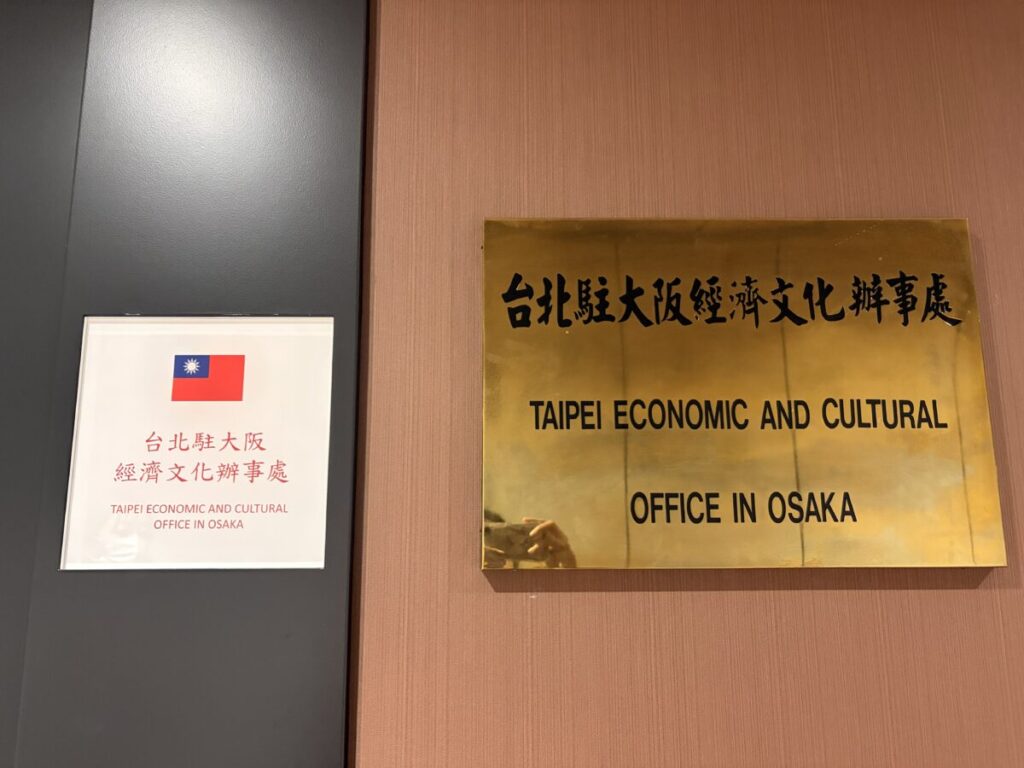 台北駐大阪
經濟文化辦事處
TAIPEI ECONOMIC AND CULTURAL
OFFICE IN OSAKA
台北駐大阪經濟文化辦事處
TAIPEI ECONOMIC AND CULTURAL
OFFICE IN OSAKA